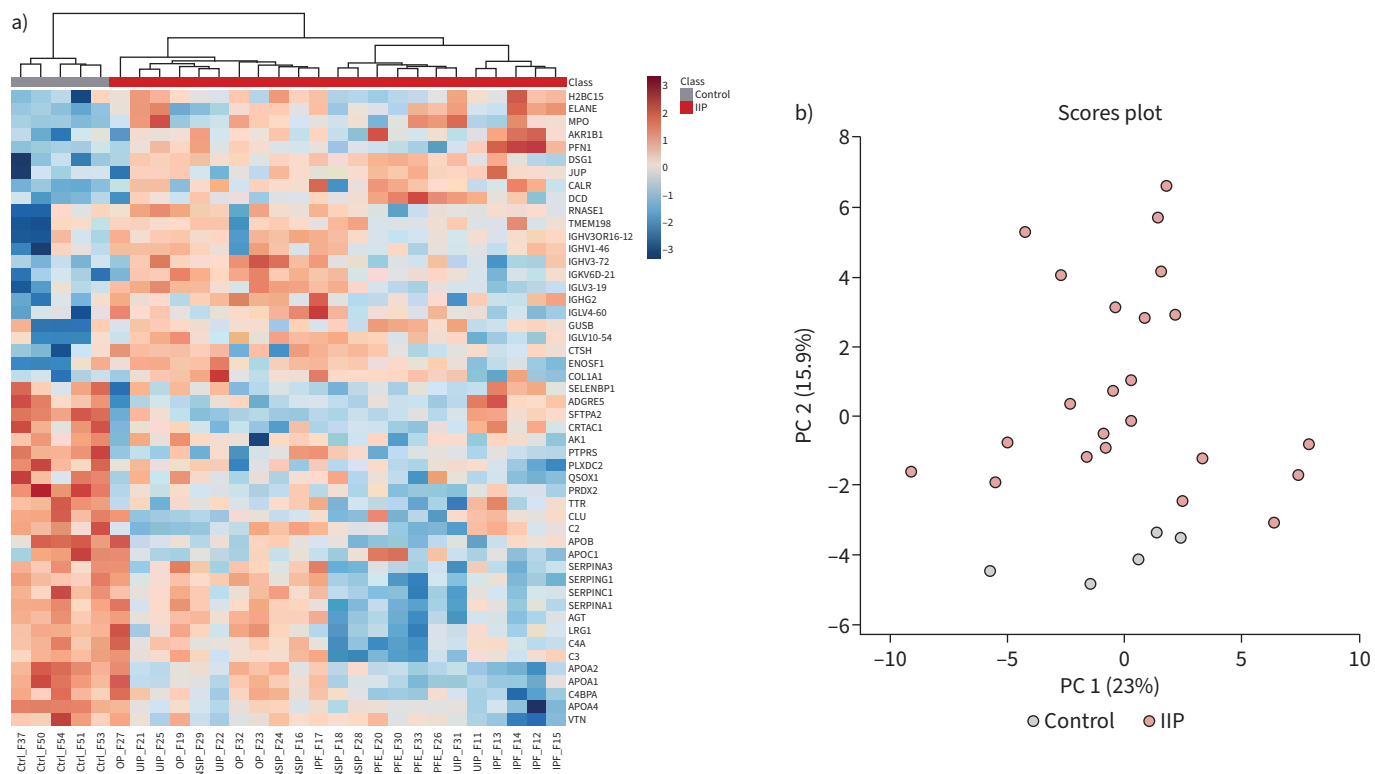 a)
3
2
1
0
−1
−2
−3
Class
Control
IIP
Class
H2BC15
ELANE
MPO
AKR1B1
PFN1
DSG1
JUP
CALR
DCD
RNASE1
TMEM198
IGHV3OR16-12
IGHV1-46
IGHV3-72
IGKV6D-21
IGLV3-19
IGHG2
IGLV4-60
GUSB
IGLV10-54
CTSH
ENOSF1
COL1A1
SELENBP1
ADGRE5
SFTPA2
CRTAC1
AK1
PTPRS
PLXDC2
QSOX1
PRDX2
TTR
CLU
C2
APOB
APOC1
SERPINA3
SERPING1
SERPINC1
SERPINA1
AGT
LRG1
C4A
C3
APOA2
APOA1
C4BPA
APOA4
VTN
Ctrl_F37
Ctrl_F50
Ctrl_F54
Ctrl_F51
Ctrl_F53
OP_F27
UIP_F21
UIP_F25
OP_F19
NSIP_F29
UIP_F22
OP_F32
OP_F23
NSIP_F24
NSIP_F16
IPF_F17
NSIP_F18
NSIP_F28
PFE_F20
PFE_F30
PFE_F33
PFE_F26
UIP_F31
UIP_F11
IPF_F13
IPF_F14
IPF_F12
IPF_F15
b)
Scores plot
8
6
4
2
0
−2
−4
−6
PC 2 (15.9%)
−10
−5
0
5
10
PC 1 (23%)
Control
IIP